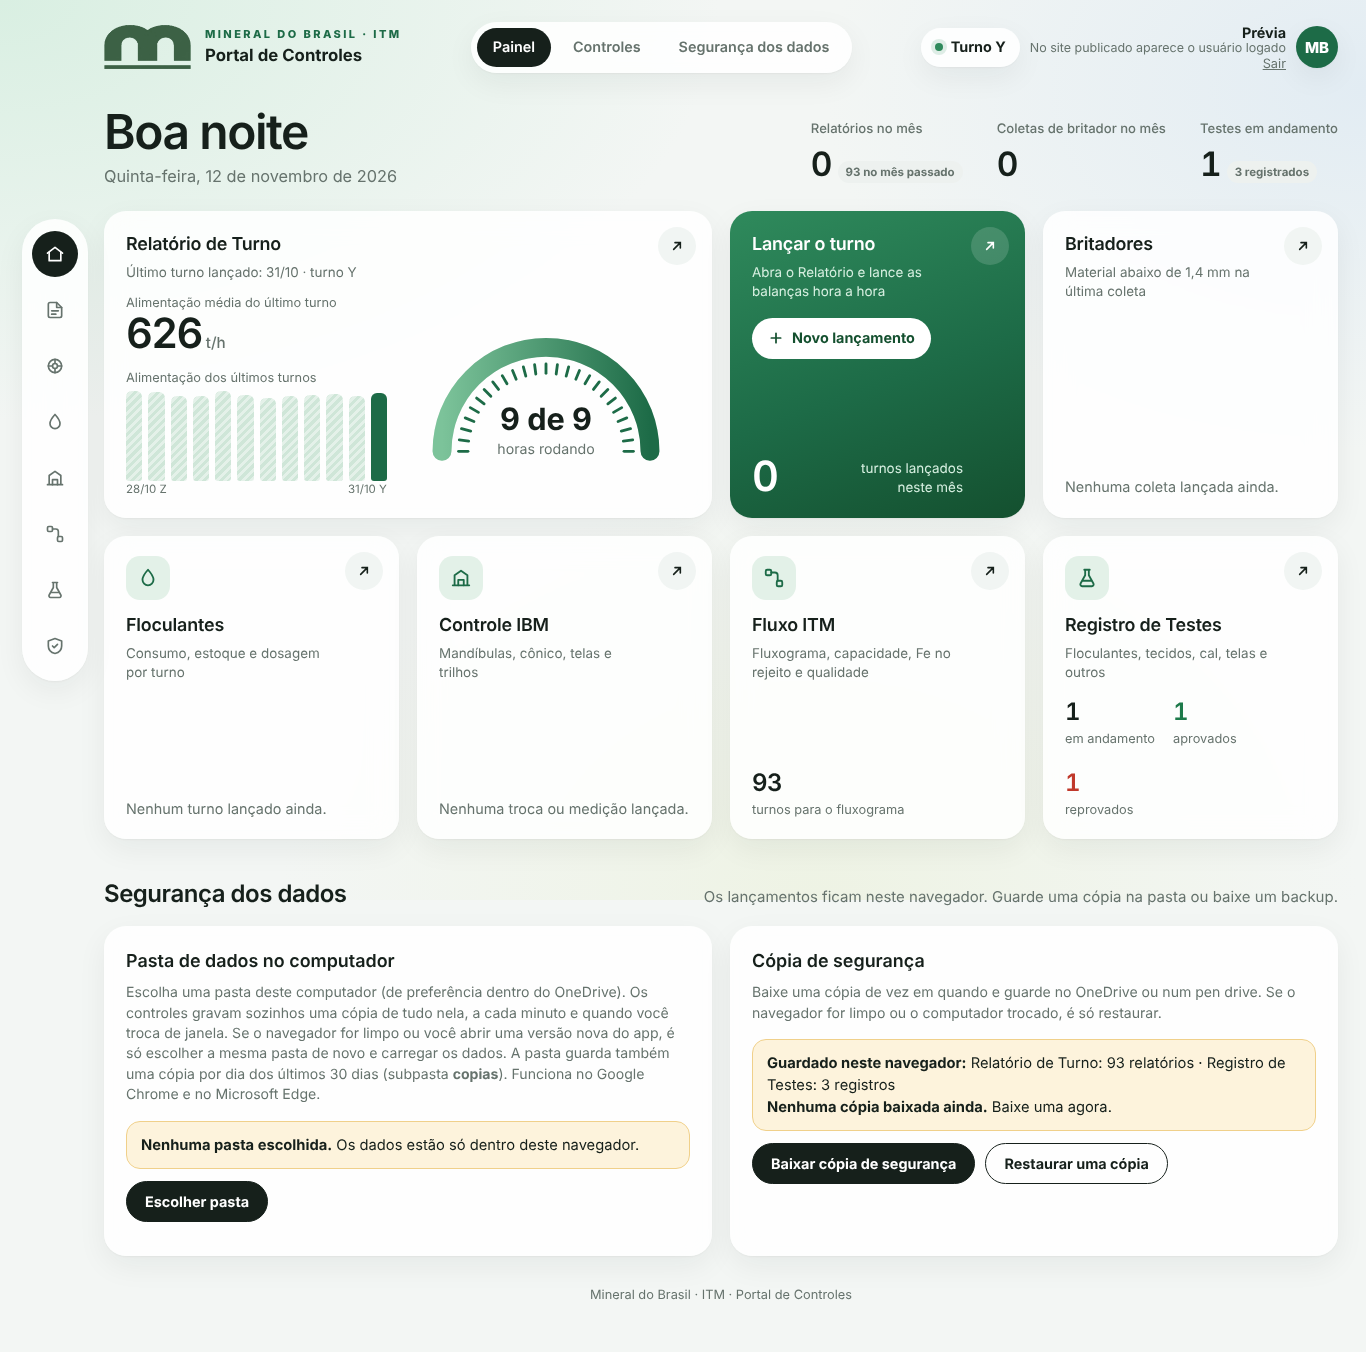 MINERAL DO BRASIL · ITM
Portal de Controles
Painel
Controles
Segurança dos dados
Turno Y
Prévia
No site publicado aparece o usuário logado
Sair
MB
Boa noite
Quinta-feira, 12 de novembro de 2026
Relatórios no mês
0 93 no mês passado
Coletas de britador no mês
0
Testes em andamento
1 3 registrados
Relatório de Turno
Último turno lançado: 31/10 · turno Y
Alimentação média do último turno
626 t/h
Alimentação dos últimos turnos
28/10 Z
31/10 Y
9 de 9
horas rodando
Lançar o turno
Abra o Relatório e lance as
balanças hora a hora
Novo lançamento
0
turnos lançados
neste mês
Britadores
Material abaixo de 1,4 mm na
última coleta
Nenhuma coleta lançada ainda.
Floculantes
Consumo, estoque e dosagem
por turno
Nenhum turno lançado ainda.
Controle IBM
Mandíbulas, cônico, telas e
trilhos
Nenhuma troca ou medição lançada.
Fluxo ITM
Fluxograma, capacidade, Fe no
rejeito e qualidade
93
turnos para o fluxograma
Registro de Testes
Floculantes, tecidos, cal, telas e
outros
1
em andamento
1
aprovados
1
reprovados
Segurança dos dados
Os lançamentos ficam neste navegador. Guarde uma cópia na pasta ou baixe um backup.
Pasta de dados no computador
Escolha uma pasta deste computador (de preferência dentro do OneDrive). Os
controles gravam sozinhos uma cópia de tudo nela, a cada minuto e quando você
troca de janela. Se o navegador for limpo ou você abrir uma versão nova do app, é
só escolher a mesma pasta de novo e carregar os dados. A pasta guarda também
uma cópia por dia dos últimos 30 dias (subpasta copias). Funciona no Google
Chrome e no Microsoft Edge.
Nenhuma pasta escolhida. Os dados estão só dentro deste navegador.
Escolher pasta
Cópia de segurança
Baixe uma cópia de vez em quando e guarde no OneDrive ou num pen drive. Se o
navegador for limpo ou o computador trocado, é só restaurar.
Guardado neste navegador: Relatório de Turno: 93 relatórios · Registro de
Testes: 3 registros
Nenhuma cópia baixada ainda. Baixe uma agora.
Baixar cópia de segurança
Restaurar uma cópia
Mineral do Brasil · ITM · Portal de Controles